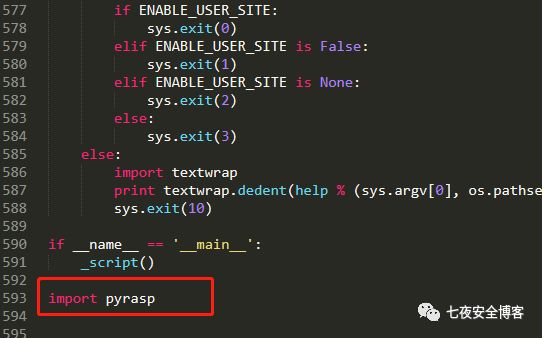 577 if ENABLE_USER_SITE:
578 sys.exit(0)
579 elif ENABLE_USER_SITE is False:
580 sys.exit(1)
581 elif ENABLE_USER_SITE is None:
582 sys.exit(2)
583 else:
584 sys.exit(3)
585 else:
586 import textwrap
587 print textwrap.dedent(help % (sys.argv[0], os.pathse
588 sys.exit(10)
589
590 if __name__ == '__main__':
591 _script()
592
593 import pyrasp
594
595
七夜安全博客